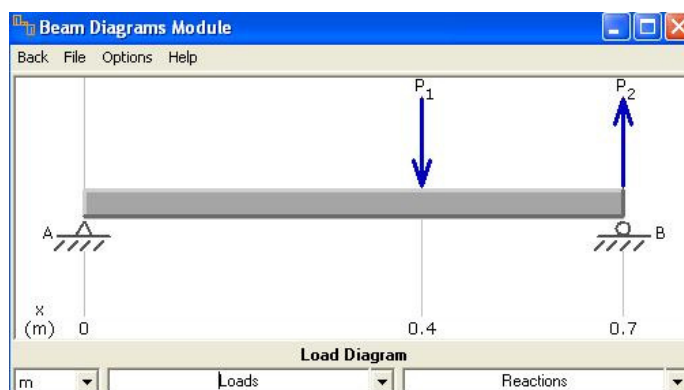 Beam Diagrams Module
Back File Options Help
P1 P2
A B
x
(m) 0 0.4 0.7
Load Diagram
m Loads Reactions